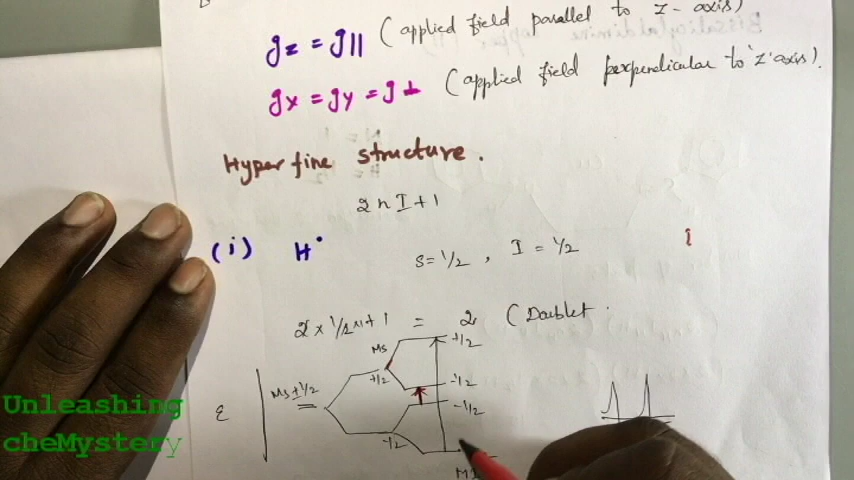 gz = g|| (applied field parallel to z-axis)
gx = gy = g⊥ (applied field perpendicular to 'z' axis).
Hyperfine structure.
2nI+1
(i) H• S = 1/2 , I = 1/2
2 x 1/2 x1+1 = 2 (Doublet.
Ms +1/2
Ms ±1/2 +1/2 -1/2
ε -1/2
-1/2
MI
Unleashing
cheMystery